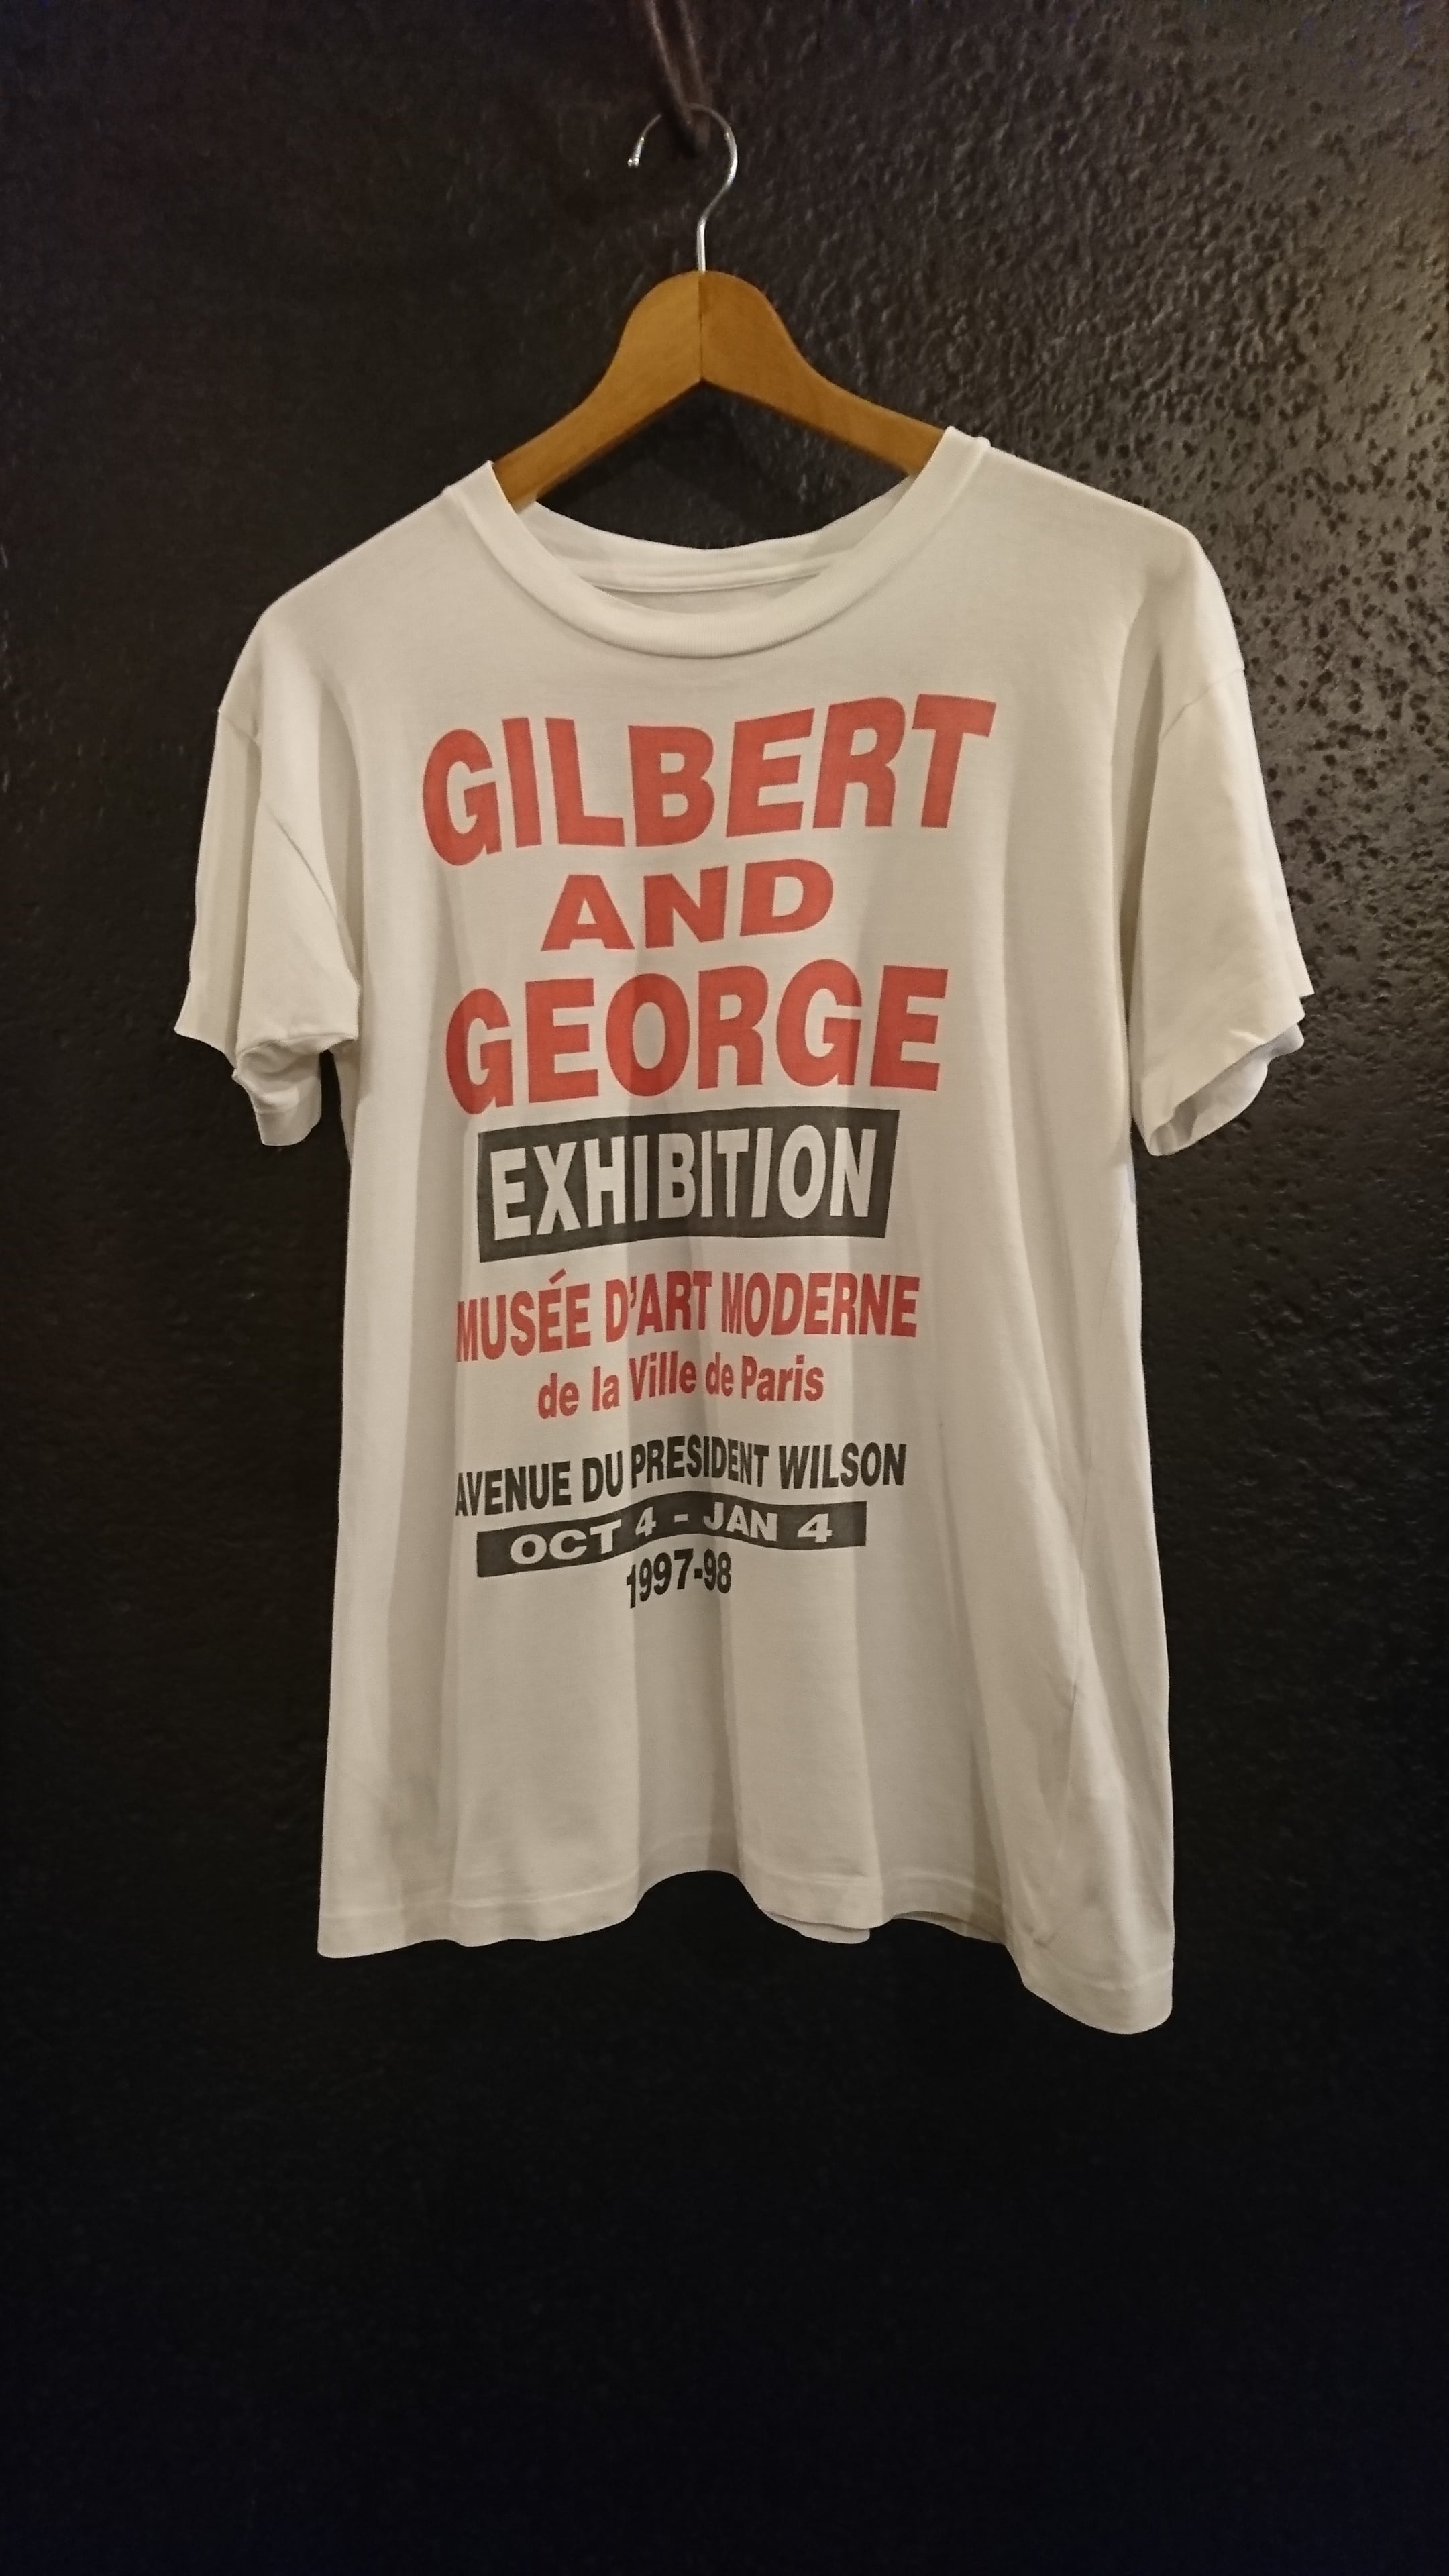 GILBERT
AND
GEORGE
EXHIBITION
MUSÉE D'ART MODERNE
de la Ville de Paris
AVENUE DU PRESIDENT WILSON
OCT 4 - JAN 4
1997-98